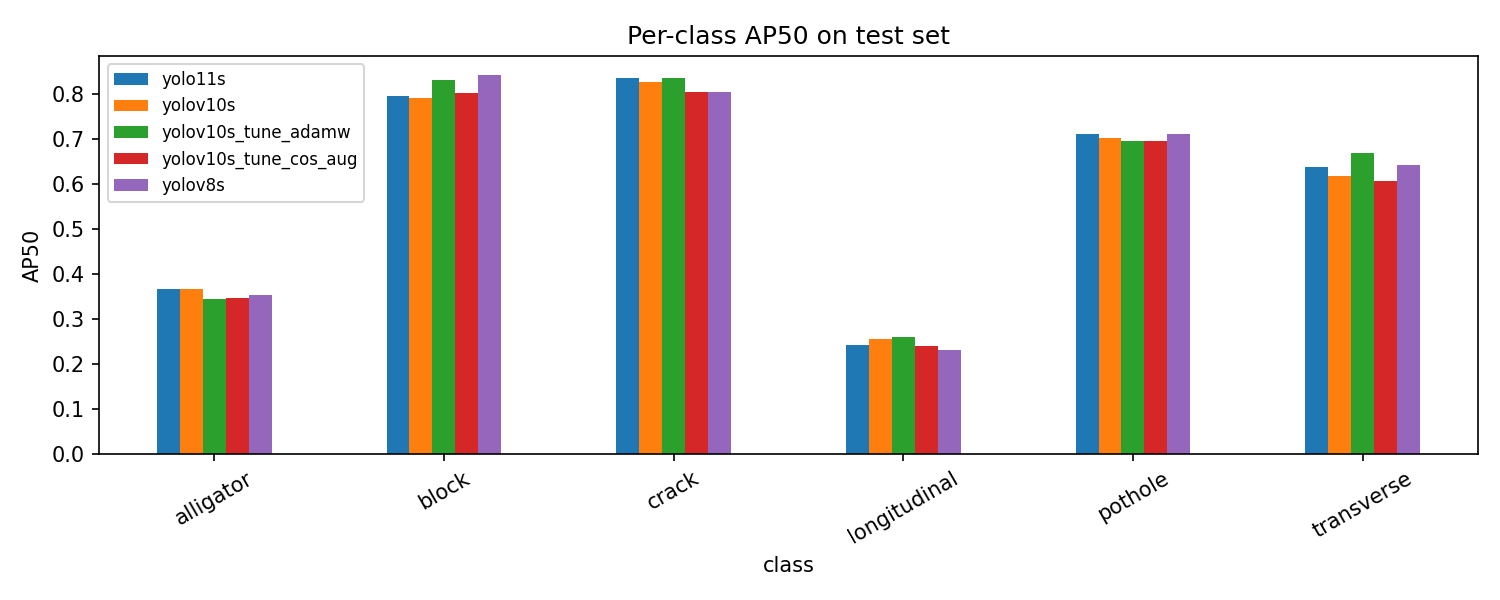 Per-class AP50 on test set
yolo11s
yolov10s
yolov10s_tune_adamw
yolov10s_tune_cos_aug
yolov8s
AP50
0.8
0.7
0.6
0.5
0.4
0.3
0.2
0.1
0.0
alligator
block
crack
longitudinal
pothole
transverse
class